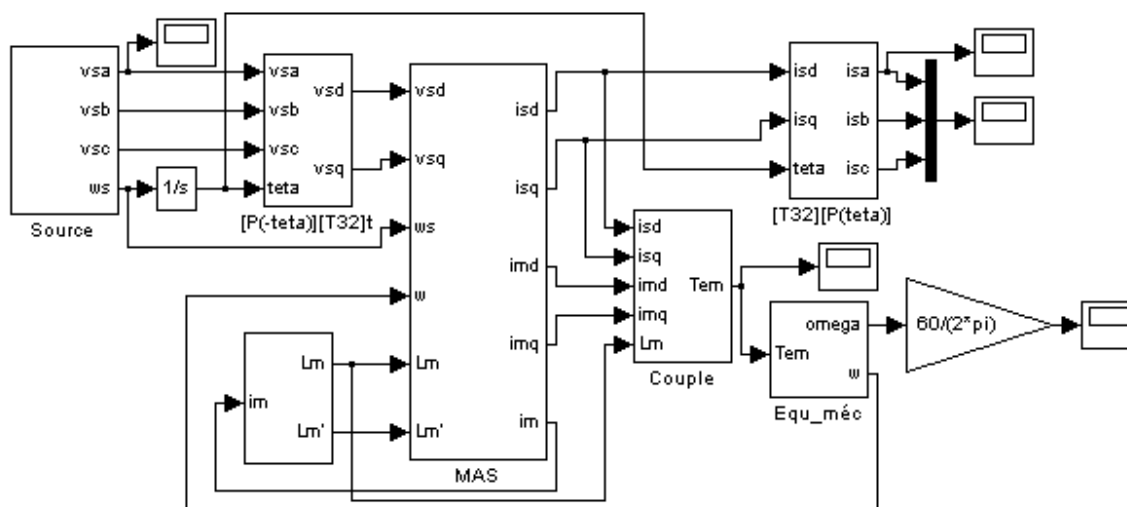 vsa
vsb
vsc
ws
Source
1/s
vsa
vsb
vsc
teta
vsd
vsq
[P(-teta)][T32]t
vsd
vsq
ws
w
Lm
Lm'
isd
isq
imd
imq
im
MAS
im
Lm
Lm'
isd
isq
imd
imq
Lm
Tem
Couple
isd
isq
teta
isa
isb
isc
[T32][P(teta)]
Tem
omega
w
Equ_méc
60/(2*pi)